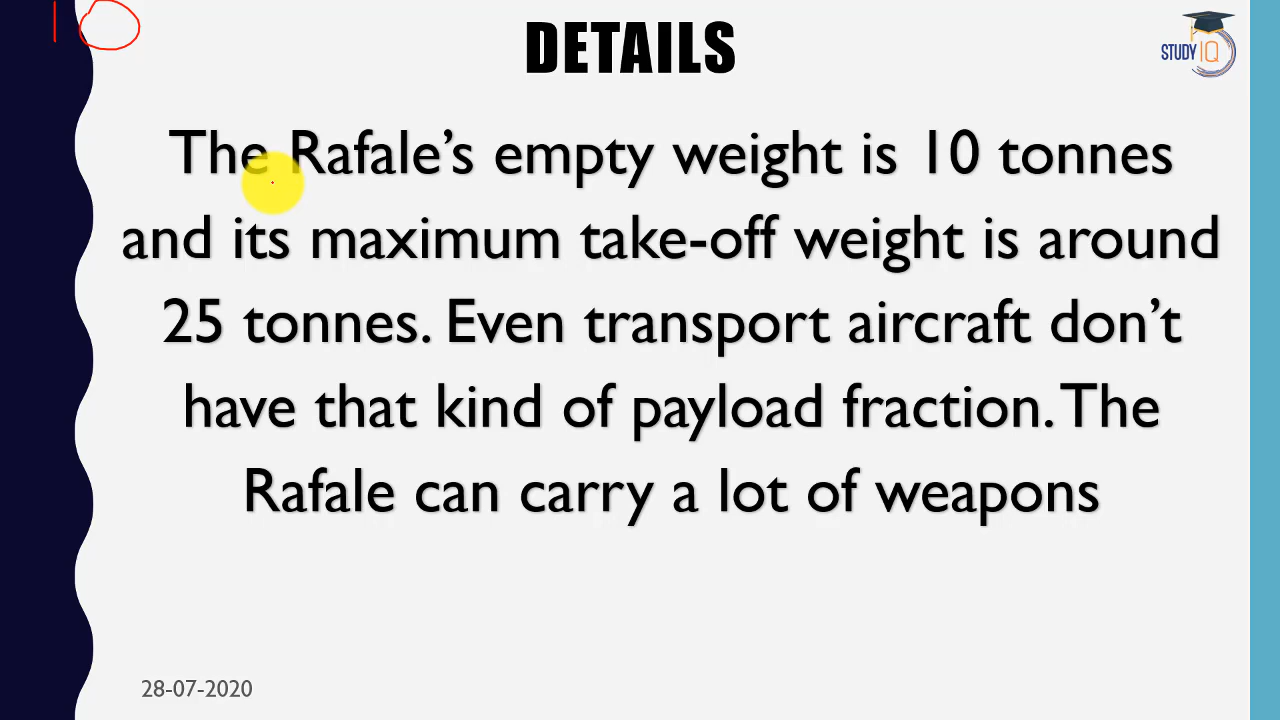 10
DETAILS
STUDY IQ
The Rafale’s empty weight is 10 tonnes
and its maximum take-off weight is around
25 tonnes. Even transport aircraft don’t
have that kind of payload fraction. The
Rafale can carry a lot of weapons
28-07-2020